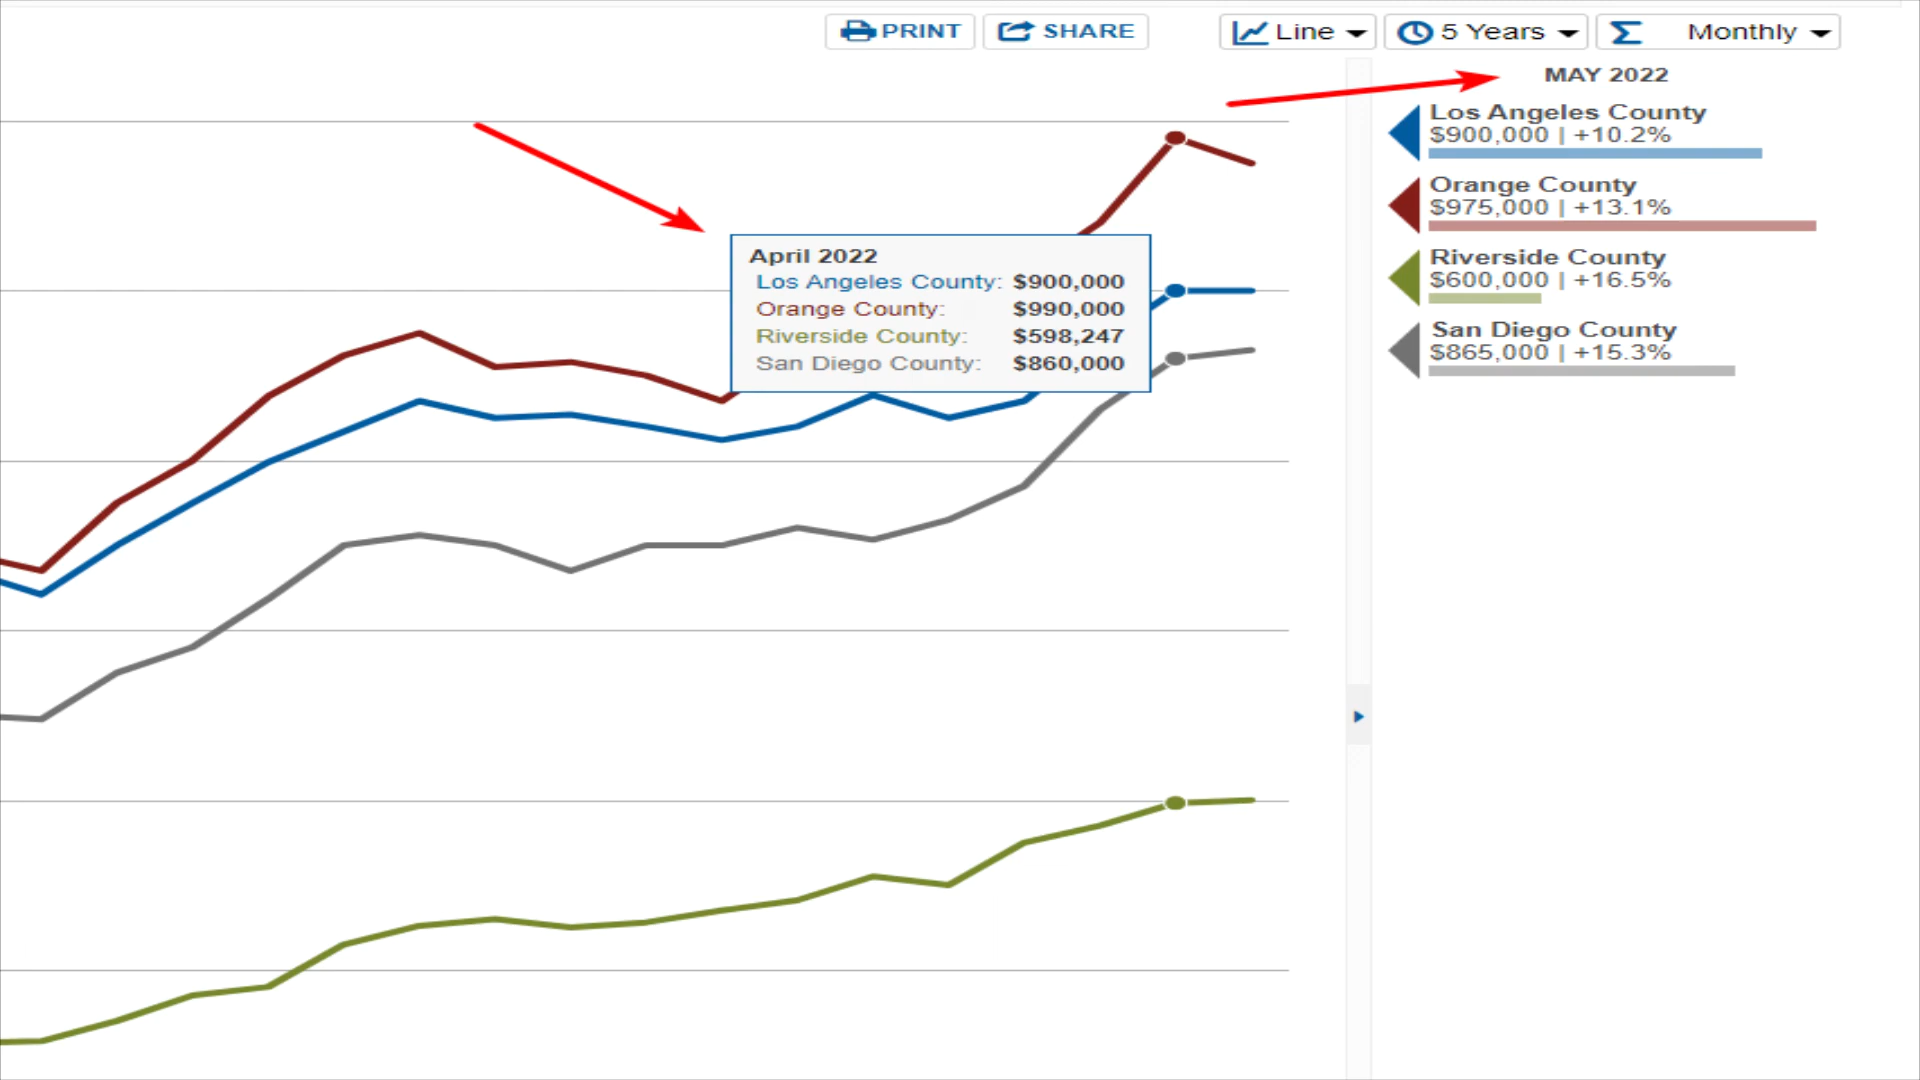 PRINT SHARE Line 5 Years Monthly
MAY 2022
Los Angeles County
$900,000 | +10.2%
Orange County
$975,000 | +13.1%
Riverside County
$600,000 | +16.5%
San Diego County
$865,000 | +15.3%
April 2022
Los Angeles County: $900,000
Orange County: $990,000
Riverside County: $598,247
San Diego County: $860,000